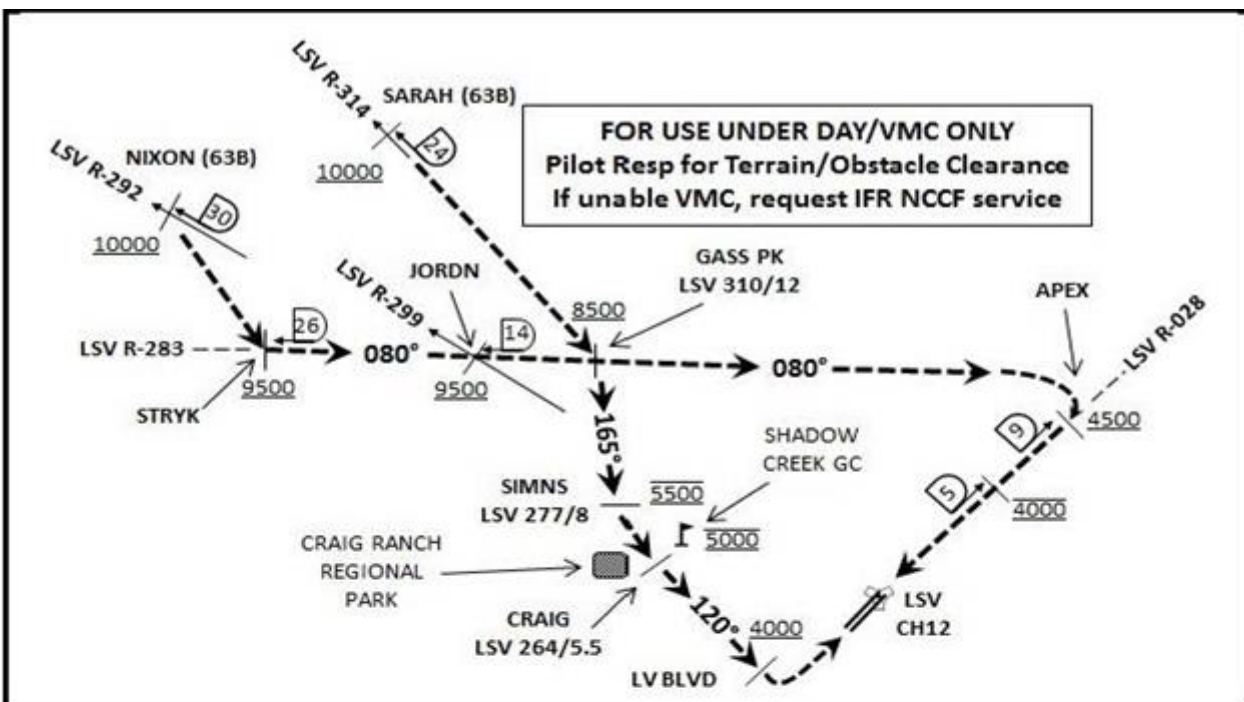 LSV R-314
SARAH (63B)
24
10000
FOR USE UNDER DAY/VMC ONLY
Pilot Resp for Terrain/Obstacle Clearance
If unable VMC, request IFR NCCF service
LSV R-292
NIXON (63B)
30
10000
JORDN
LSV R-299
GASS PK
LSV 310/12
8500
APEX
LSV R-028
LSV R-283
26
080°
14
080°
9500
9500
STRYK
4500
9
165°
SHADOW
CREEK GC
5
4000
SIMNS
LSV 277/8
5500
5000
CRAIG RANCH
REGIONAL
PARK
CRAIG
LSV 264/5.5
120°
4000
LSV
CH12
LV BLVD